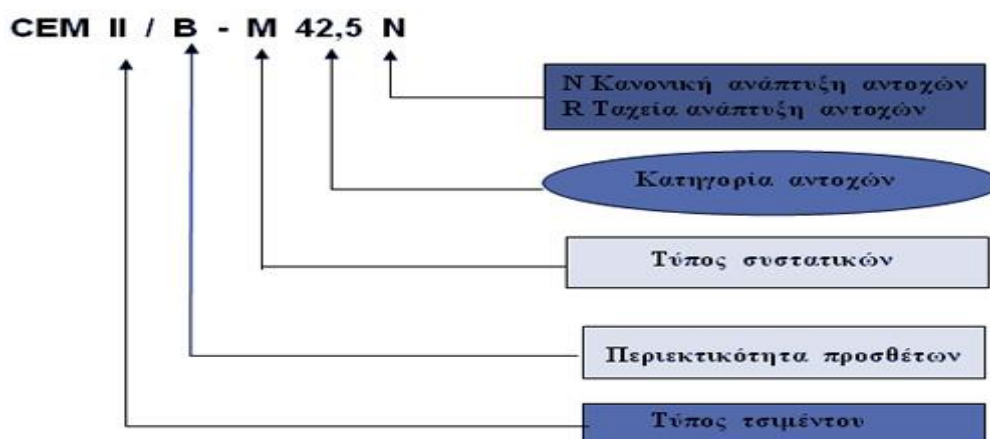 CEM II / B - M 42,5 N
N Κανονική ανάπτυξη αντοχών
R Ταχεία ανάπτυξη αντοχών
Κατηγορία αντοχών
Τύπος συστατικών
Περιεκτικότητα προσθέτων
Τύπος τσιμέντου